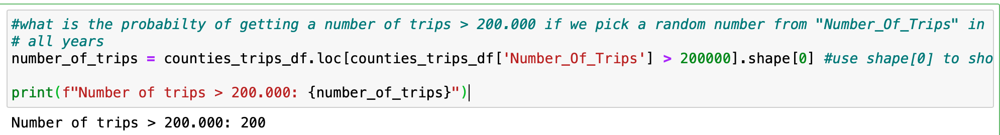 #what is the probabilty of getting a number of trips > 200.000 if we pick a random number from "Number_Of_Trips" in
# all years
number_of_trips = counties_trips_df.loc[counties_trips_df['Number_Of_Trips'] > 200000].shape[0] #use shape[0] to sho
print(f"Number of trips > 200.000: {number_of_trips}")
Number of trips > 200.000: 200